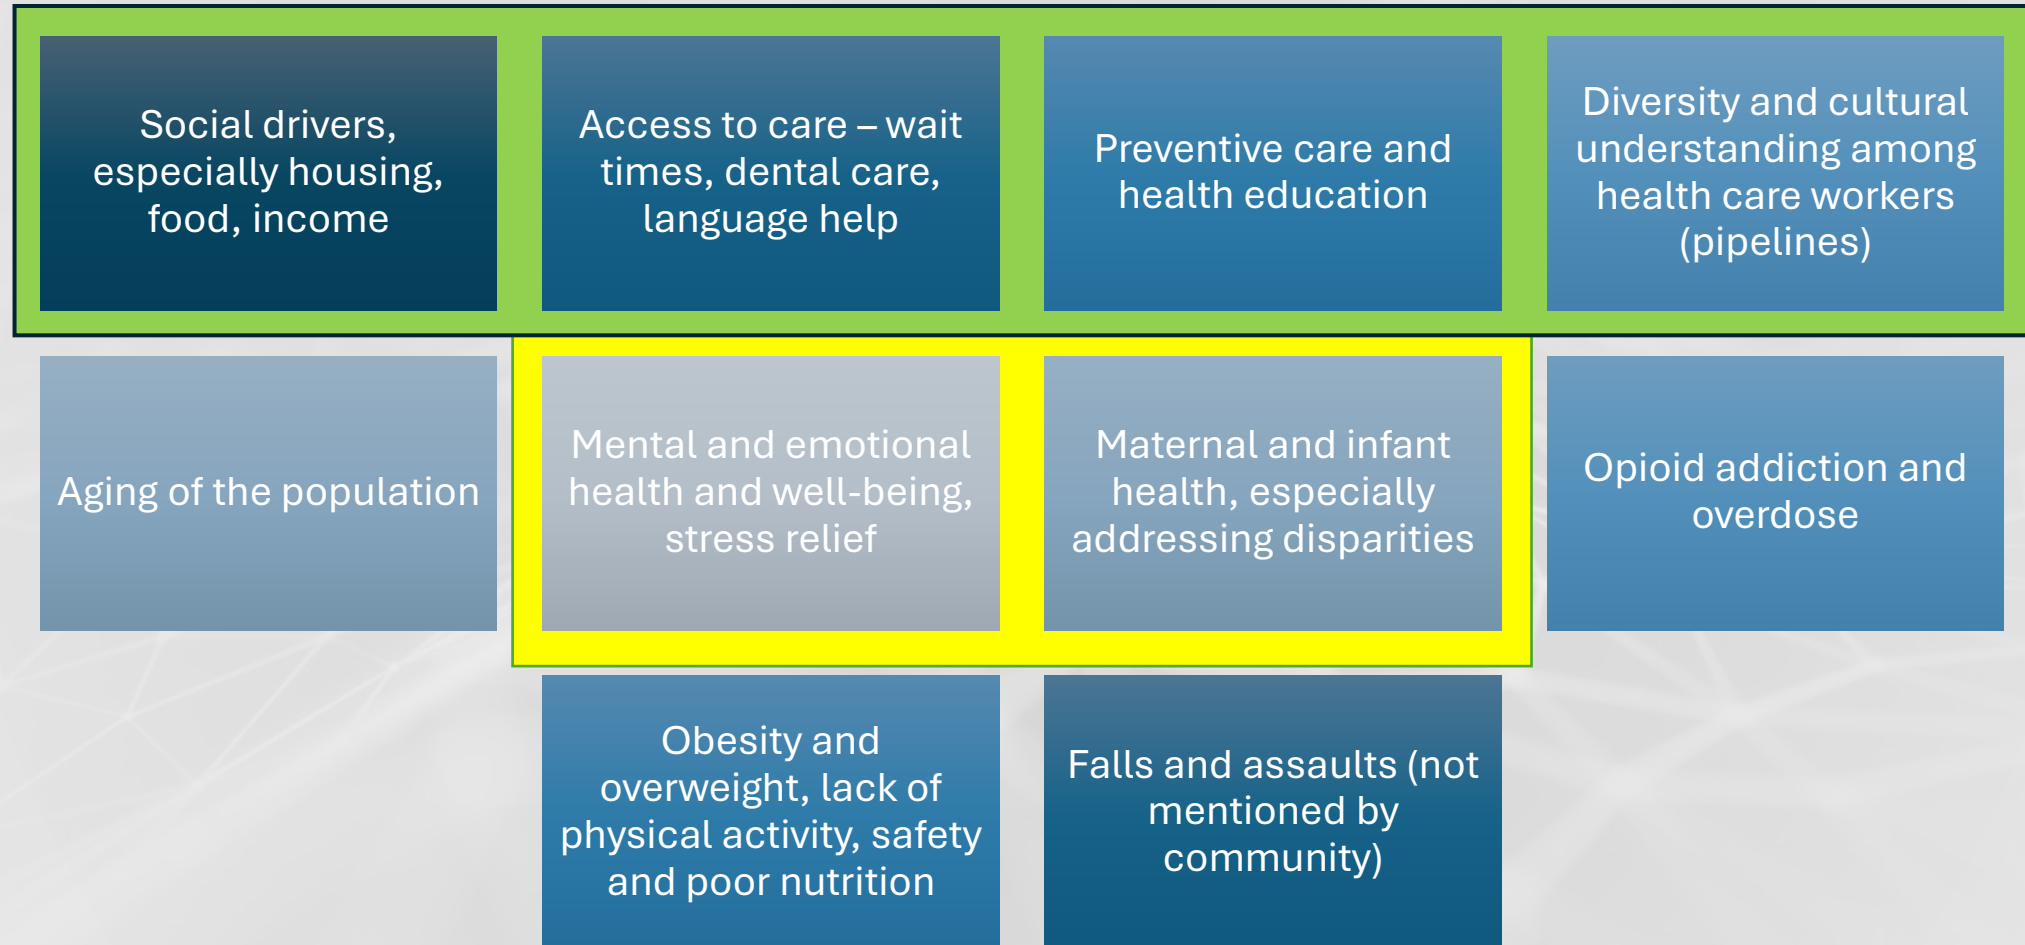 Social drivers,
especially housing,
food, income
Access to care – wait
times, dental care,
language help
Preventive care and
health education
Diversity and cultural
understanding among
health care workers
(pipelines)
Aging of the population
Mental and emotional
health and well-being,
stress relief
Maternal and infant
health, especially
addressing disparities
Opioid addiction and
overdose
Obesity and
overweight, lack of
physical activity, safety
and poor nutrition
Falls and assaults (not
mentioned by
community)